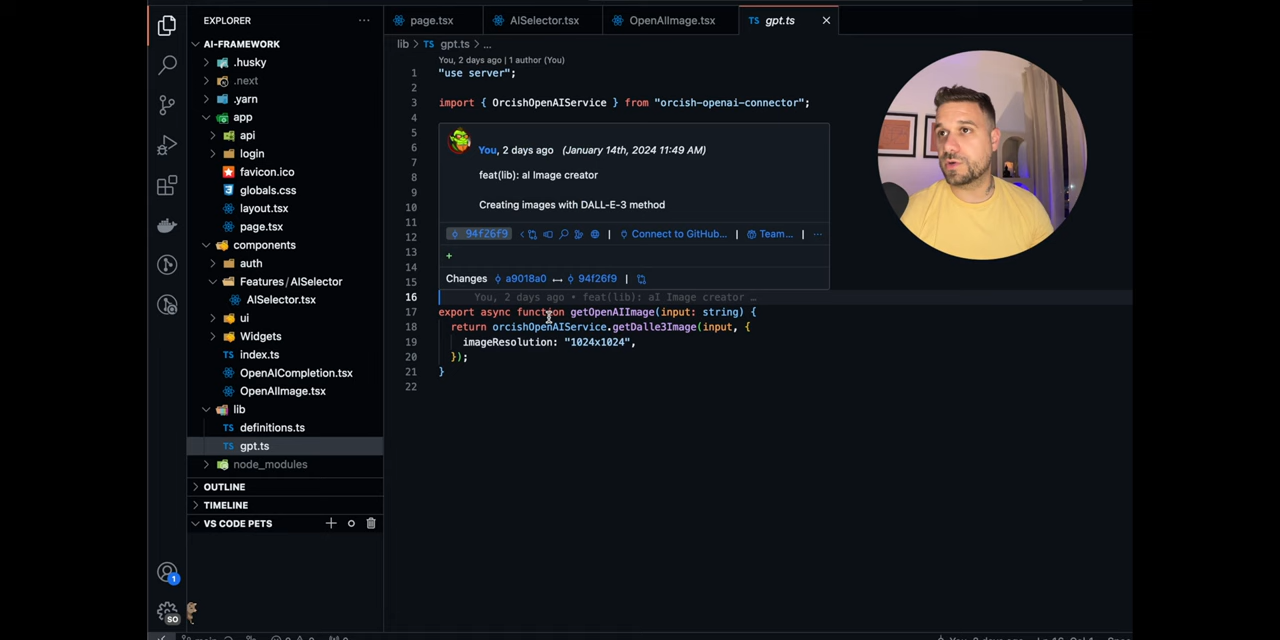 EXPLORER
AI-FRAMEWORK
.husky
.next
.yarn
app
api
login
favicon.ico
globals.css
layout.tsx
page.tsx
components
auth
Features / AISelector
AISelector.tsx
ui
Widgets
index.ts
OpenAICompletion.tsx
OpenAIImage.tsx
lib
TS definitions.ts
TS gpt.ts
node_modules
OUTLINE
TIMELINE
VS CODE PETS
1
SO
page.tsx
AISelector.tsx
OpenAIImage.tsx
TS gpt.ts
lib > TS gpt.ts > ...
You, 2 days ago | 1 author (You)
1 "use server";
2
3 import { OrcishOpenAIService } from "orcish-openai-connector";
4
5
6 You, 2 days ago (January 14th, 2024 11:49 AM)
7
8 feat(lib): aI Image creator
9
10 Creating images with DALL-E-3 method
11
12 94f26f9 | Connect to GitHub... | Team... | ...
13 +
14
15 Changes a9018a0 ↔ 94f26f9 |
16 You, 2 days ago • feat(lib): aI Image creator …
17 export async function getOpenAIImage(input: string) {
18 return orcishOpenAIService.getDalle3Image(input, {
19 imageResolution: "1024x1024",
20 });
21 }
22